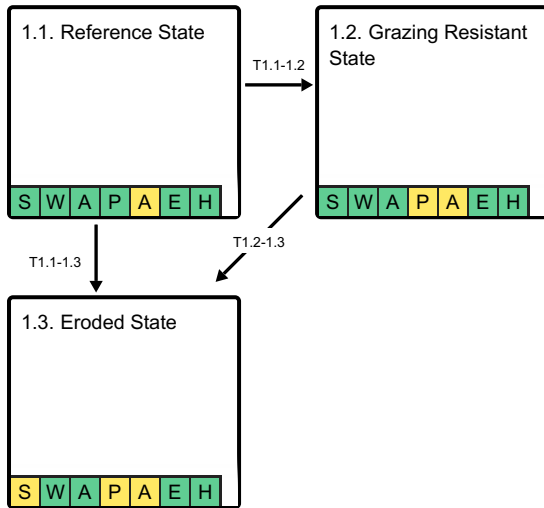 1.1. Reference State
1.2. Grazing Resistant
State
T1.1-1.2
S W A P A E H
S W A P A E H
T1.1-1.3
T1.2-1.3
1.3. Eroded State
S W A P A E H